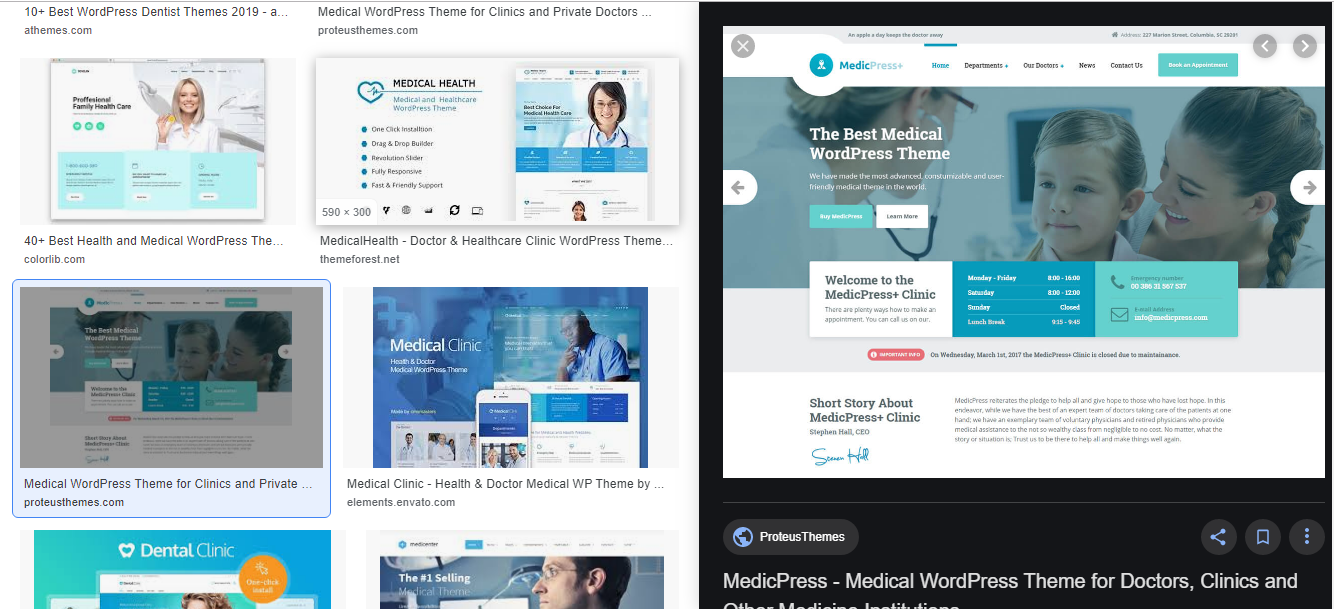 10+ Best WordPress Dentist Themes 2019 - a...
athemes.com
Medical WordPress Theme for Clinics and Private Doctors ...
proteusthemes.com
Proffesional
Family Health Care
40+ Best Health and Medical WordPress The...
colorlib.com
MEDICAL HEALTH
Medical and Healthcare
WordPress Theme
One Click Installtion
Drag & Drop Builder
Revolution Slider
Fully Responsive
Fast & Friendly Support
Best Choice For
Medical Health Care
590 × 300
MedicalHealth - Doctor & Healthcare Clinic WordPress Theme...
themeforest.net
MedicPress+
The Best Medical
WordPress Theme
Welcome to the
MedicPress+ Clinic
Short Story About
MedicPress+ Clinic
Medical WordPress Theme for Clinics and Private ...
proteusthemes.com
Medical Clinic
Health & Doctor
Medical WordPress Theme
Made by cmsmasters
Medical Clinic - Health & Doctor Medical WP Theme by ...
elements.envato.com
Dental Clinic
One-click
install
medicenter
The #1 Selling
Medical Theme
An apple a day keeps the doctor away
Address: 227 Marion Street, Columbia, SC 29201
MedicPress+
Home
Departments +
Our Doctors +
News
Contact Us
Book an Appointment
The Best Medical
WordPress Theme
We have made the most advanced, constumizable and user-
friendly medical theme in the world.
Buy MedicPress
Learn More
Welcome to the
MedicPress+ Clinic
There are plenty ways how to make an
appointment. You can call us on our.
Monday - Friday 8:00 - 16:00
Saturday 8:00 - 12:00
Sunday Closed
Lunch Break 9:15 - 9:45
Emergency number
00 386 31 567 537
E-mail Address
info@medicpress.com
IMPORTANT INFO
On Wednesday, March 1st, 2017 the MedicPress+ Clinic is closed due to maintainance.
Short Story About
MedicPress+ Clinic
Stephen Hall, CEO
MedicPress reiterates the pledge to help all and give hope to those who have lost hope. In this
endeavor, while we have the best of an expert team of doctors taking care of the patients at one
hand; we have an exemplary team of voluntary physicians and retired physicians who provide
medical assistance to the not so wealthy class from negligible to no cost. No matter, what the
story or situation is; Trust us to be there to help all and make things well again.
ProteusThemes
MedicPress - Medical WordPress Theme for Doctors, Clinics and
Other Medicine Institutions